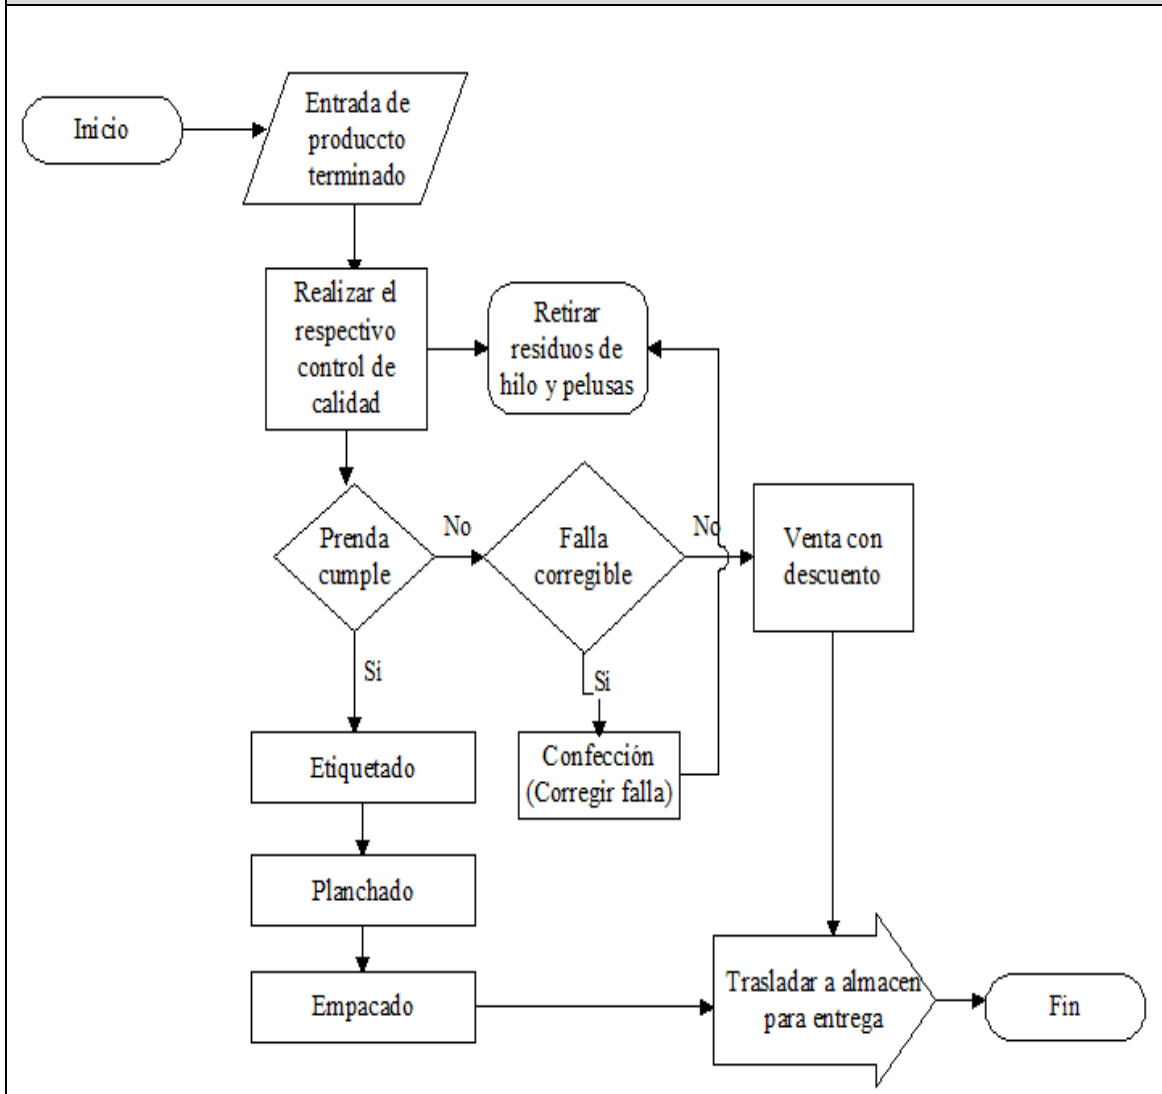 Inicio
Entrada de
produccto
terminado
Realizar el
respectivo
control de
calidad
Retirar
residuos de
hilo y pelusas
Prenda
cumple
No
Falla
corregible
No
Venta con
descuento
Si
Si
Etiquetado
Confección
(Corregir falla)
Planchado
Empacado
Trasladar a almacen
para entrega
Fin